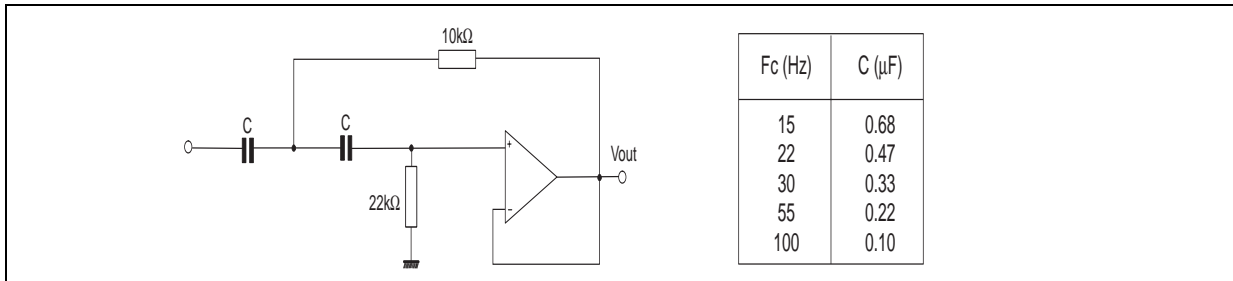 10kΩ
C
C
+
-
Vout
22kΩ
Fc (Hz) C (µF)
15 0.68
22 0.47
30 0.33
55 0.22
100 0.10